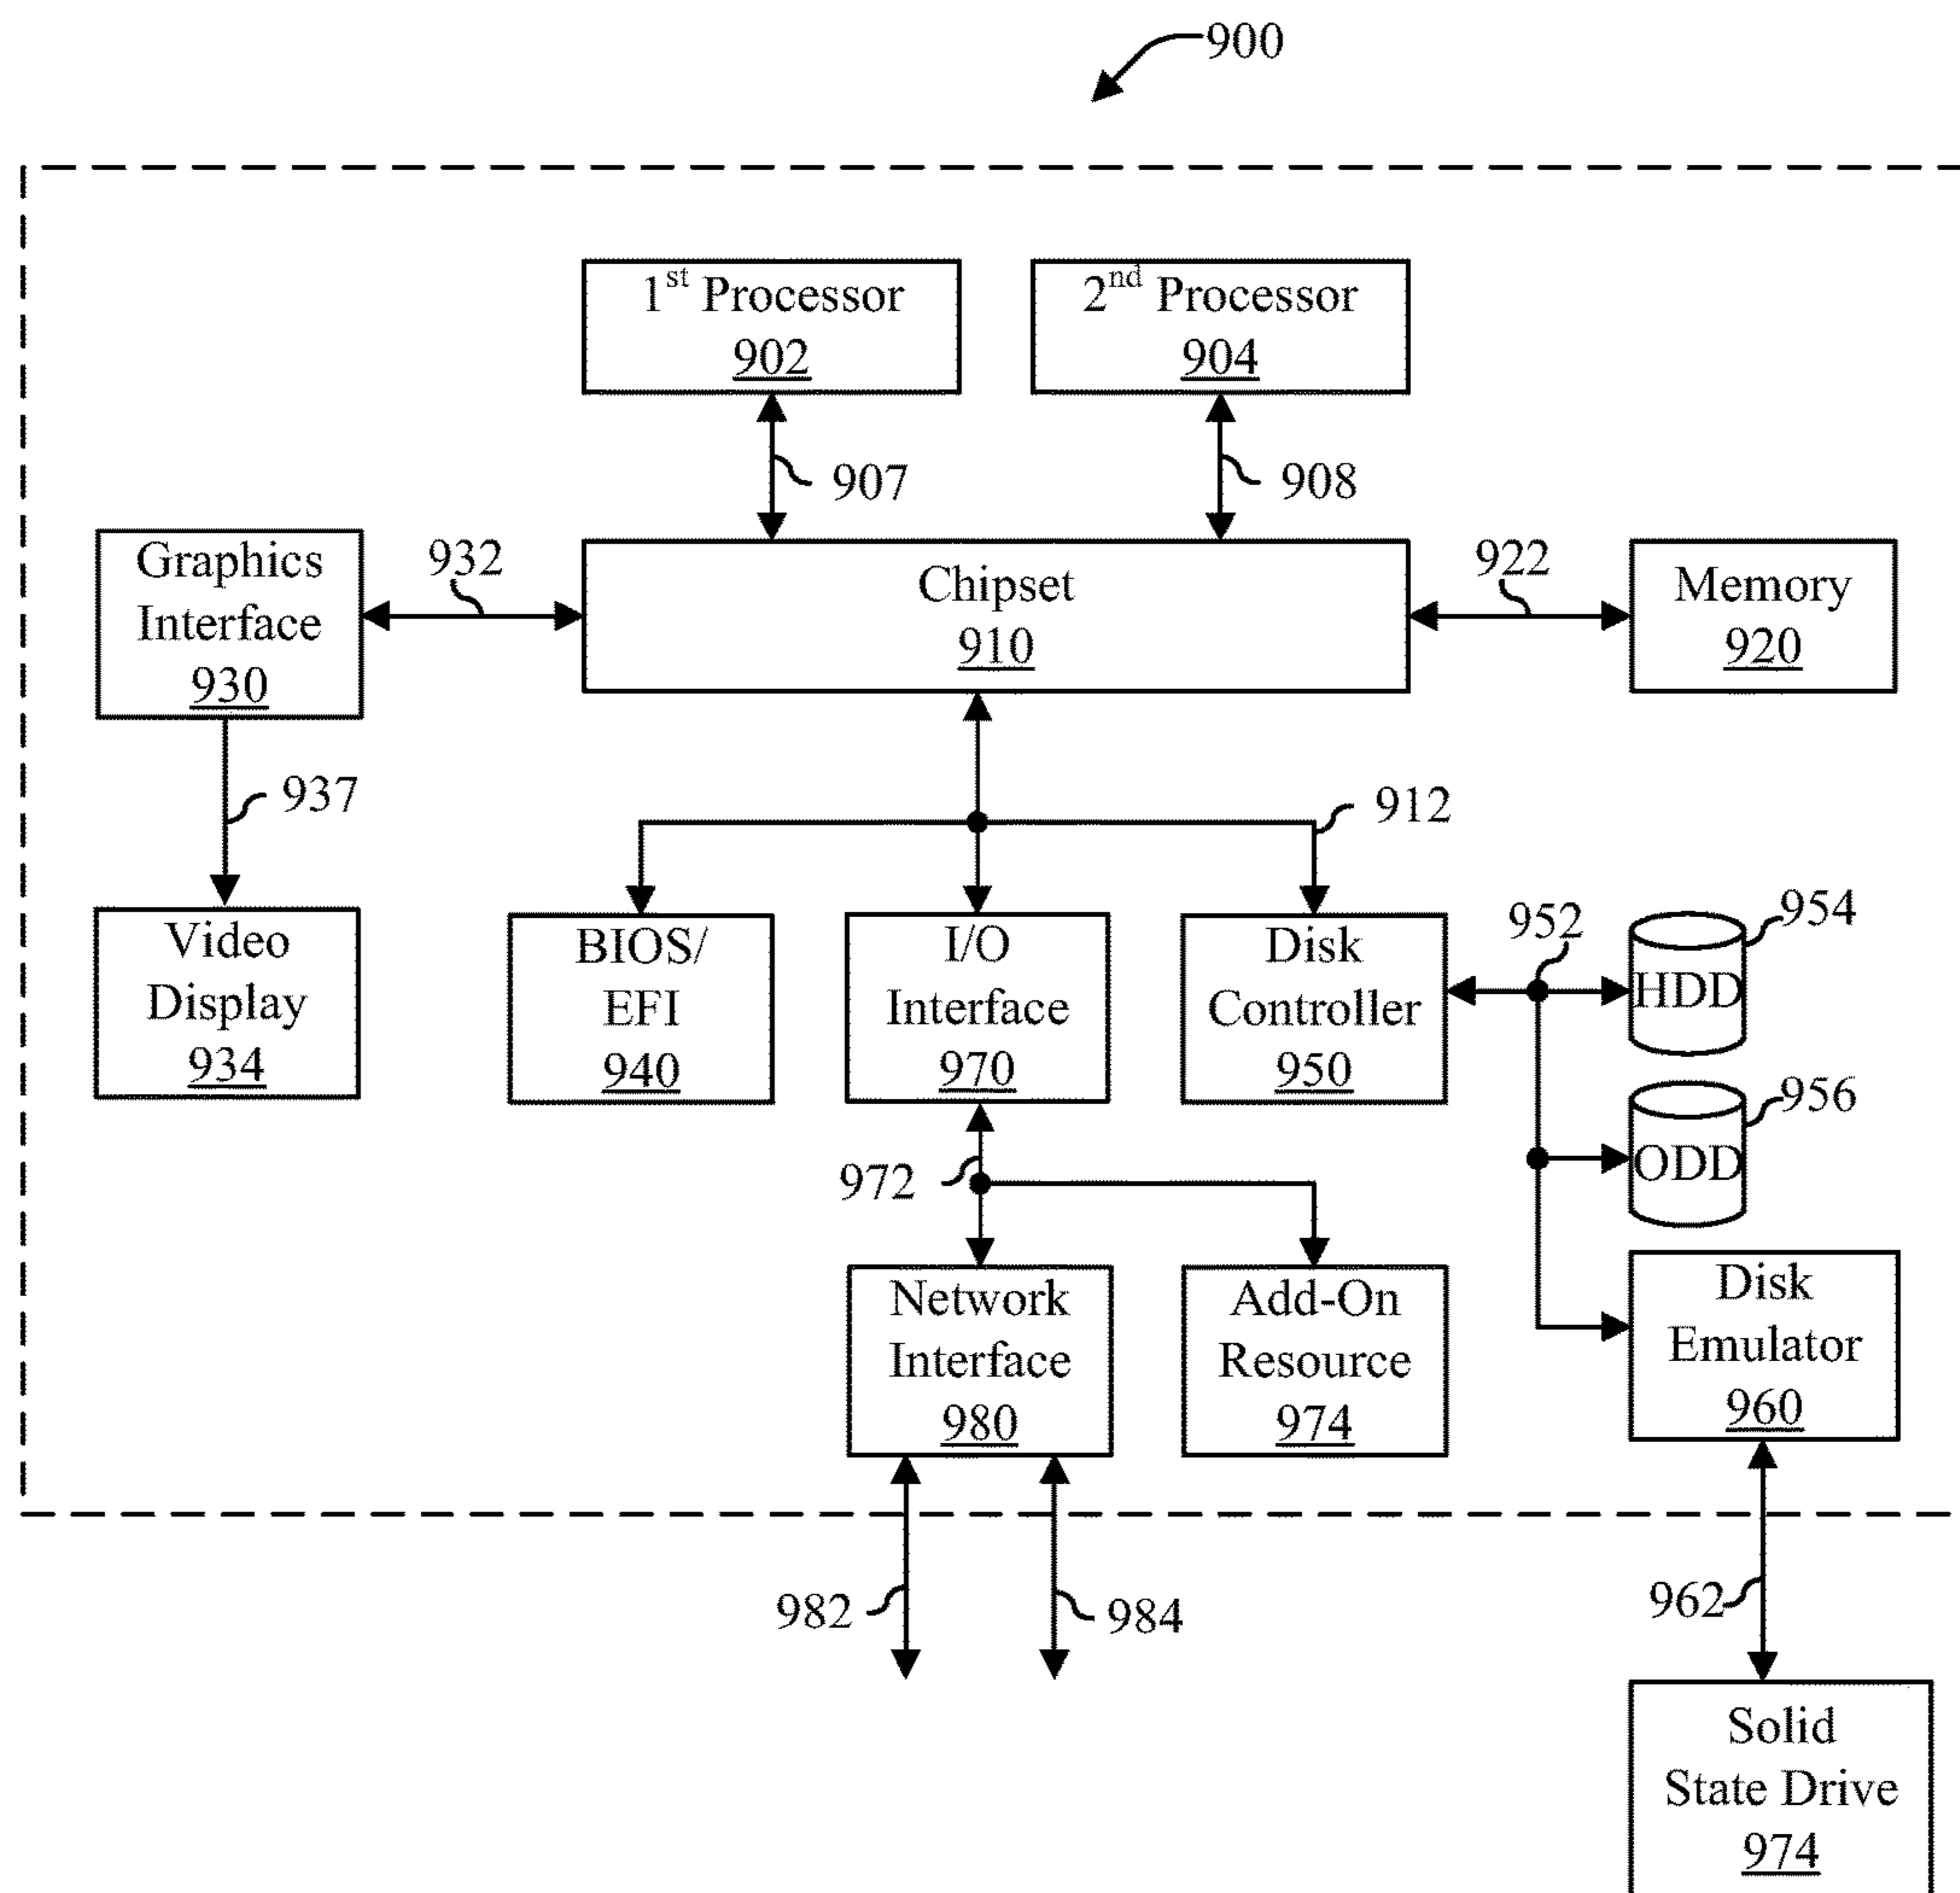 900
1st Processor
902
2nd Processor
904
907
908
Graphics
Interface
930
932
Chipset
910
922
Memory
920
937
912
Video
Display
934
BIOS/
EFI
940
I/O
Interface
970
Disk
Controller
950
952
954
HDD
956
ODD
972
Network
Interface
980
Add-On
Resource
974
Disk
Emulator
960
982
984
962
Solid
State Drive
974